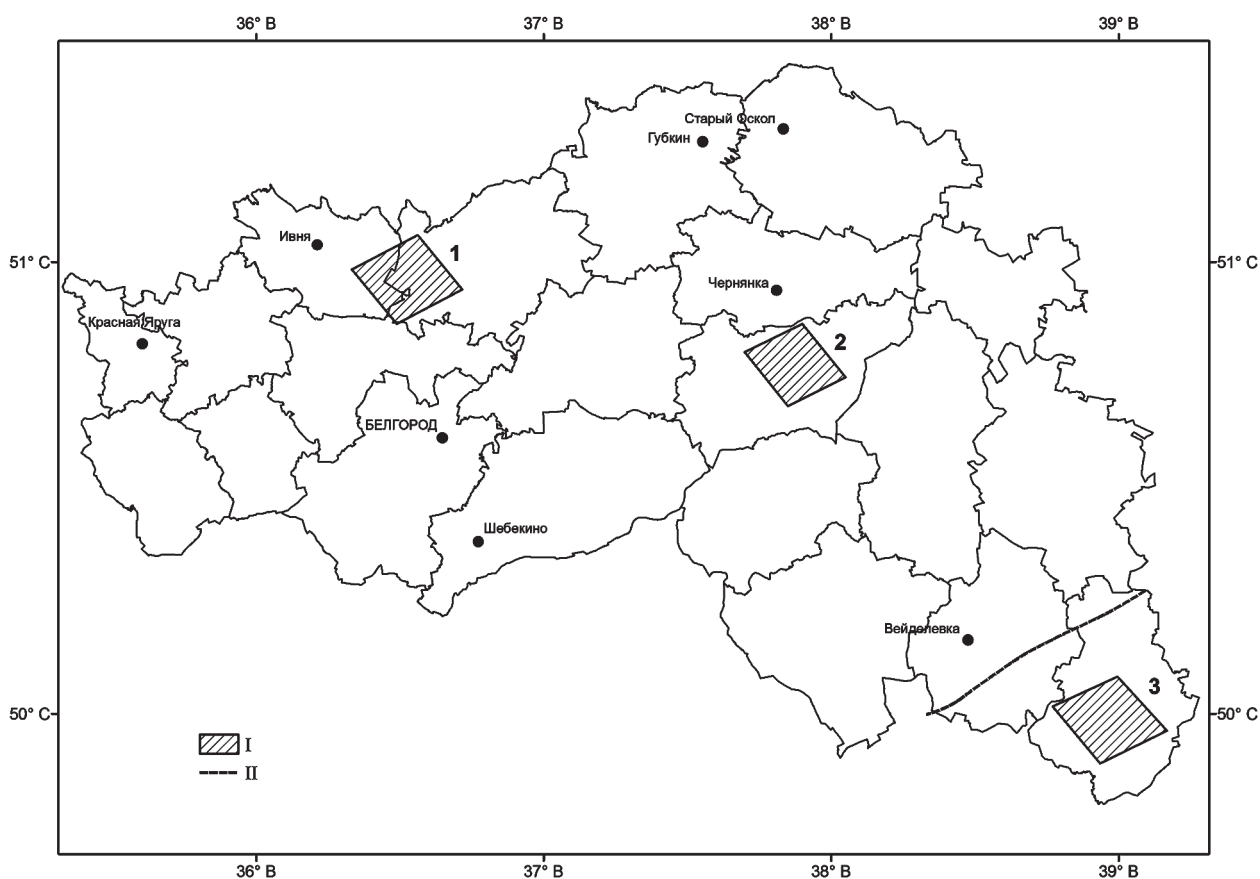 36° В 37° В 38° В 39° В
Старый Оскол
Губкин
Ивня
1
51° С 51° С
Чернянка
Красная Яруга
2
БЕЛГОРОД
Шебекино
Вейделевка
3
50° С 50° С
I
II
36° В 37° В 38° В 39° В